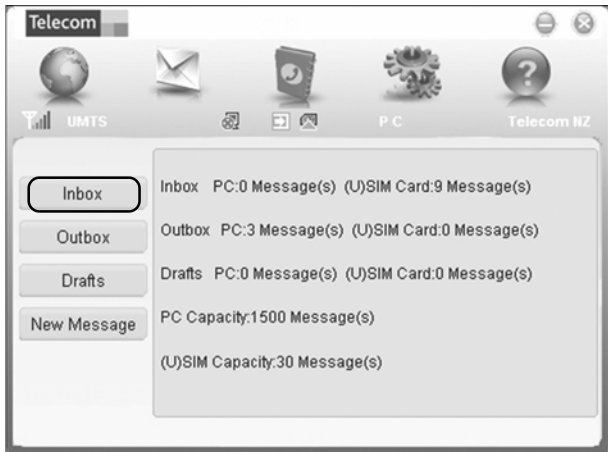 Telecom
UMTS PC Telecom NZ
Inbox
Outbox
Drafts
New Message
Inbox PC:0 Message(s) (U)SIM Card:9 Message(s)
Outbox PC:3 Message(s) (U)SIM Card:0 Message(s)
Drafts PC:0 Message(s) (U)SIM Card:0 Message(s)
PC Capacity:1500 Message(s)
(U)SIM Capacity:30 Message(s)